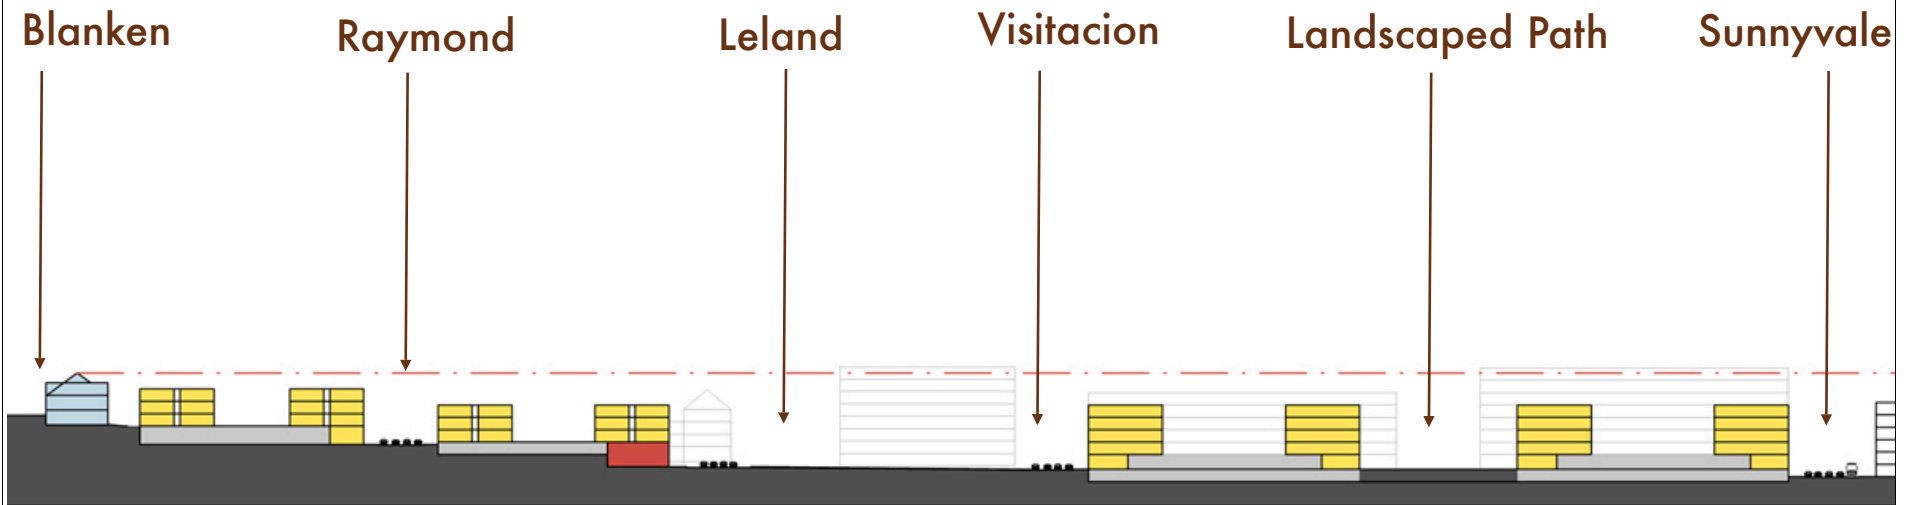 Blanken
Raymond
Leland
Visitacion
Landscaped Path
Sunnyvale